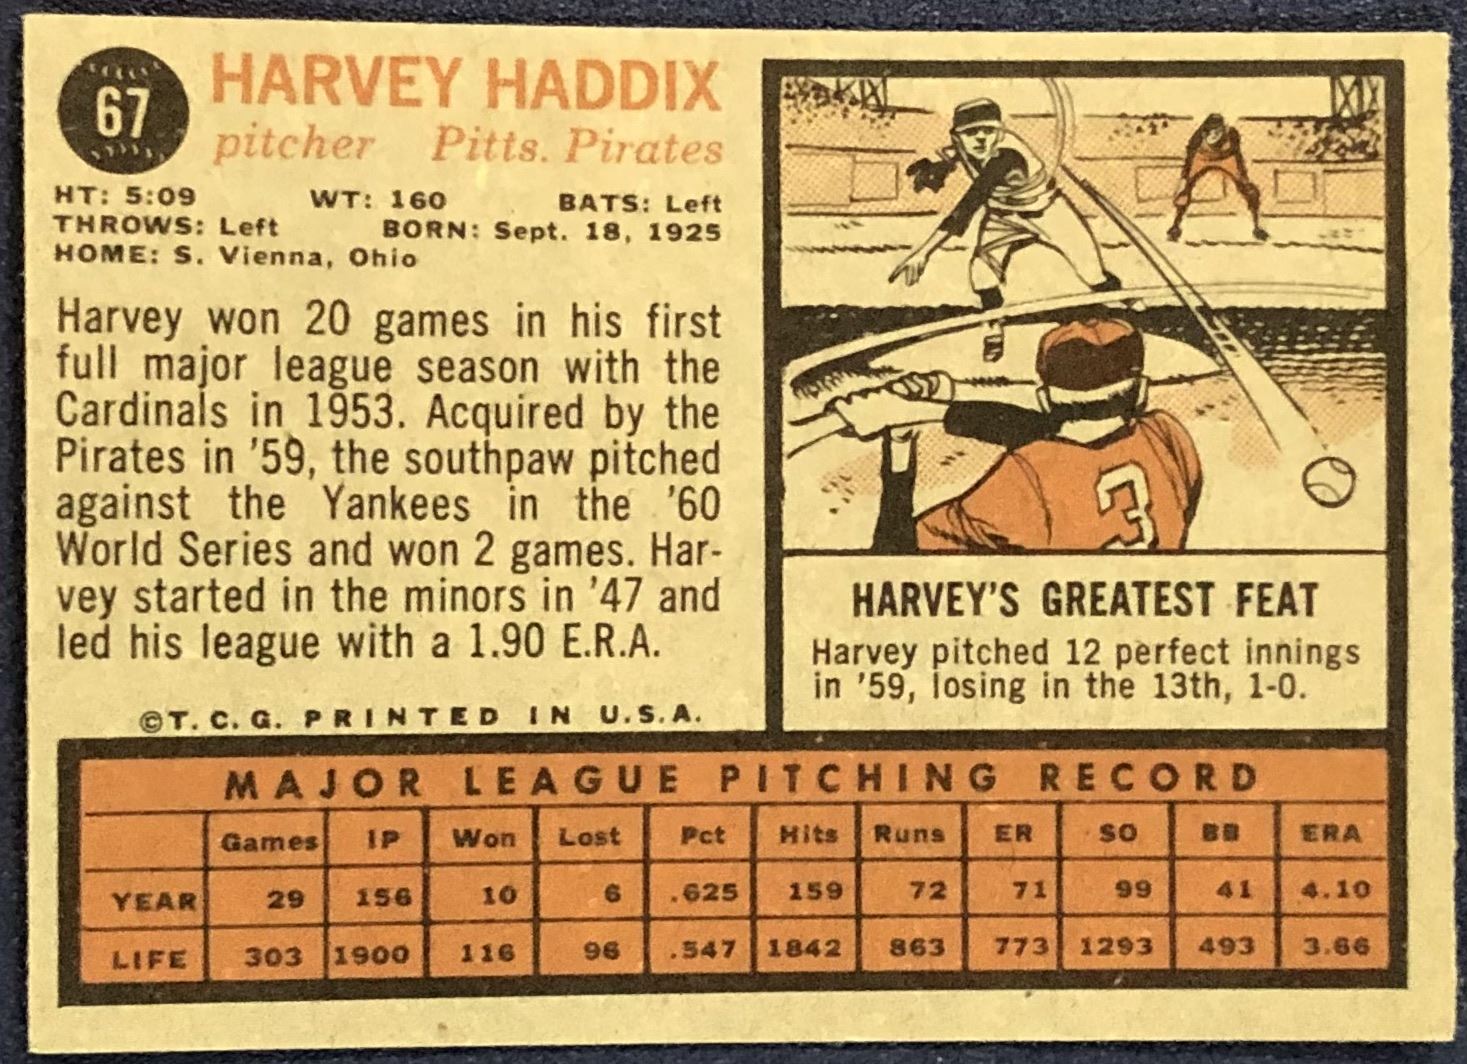 67
HARVEY HADDIX
pitcher Pitts. Pirates
HT: 5:09 WT: 160 BATS: Left
THROWS: Left BORN: Sept. 18, 1925
HOME: S. Vienna, Ohio
Harvey won 20 games in his first
full major league season with the
Cardinals in 1953. Acquired by the
Pirates in '59, the southpaw pitched
against the Yankees in the '60
World Series and won 2 games. Har-
vey started in the minors in '47 and
led his league with a 1.90 E.R.A.
©T. C. G. PRINTED IN U.S.A.
3
HARVEY'S GREATEST FEAT
Harvey pitched 12 perfect innings
in '59, losing in the 13th, 1-0.
MAJOR LEAGUE PITCHING RECORD
Games IP Won Lost Pct Hits Runs ER SO BB ERA
YEAR 29 156 10 6 .625 159 72 71 99 41 4.10
LIFE 303 1900 116 96 .547 1842 863 773 1293 493 3.66